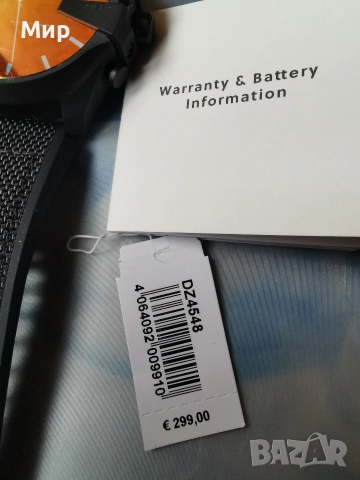 Мир
Warranty & Battery
Information
DZ4548
4 064092 009910
€ 299,00
BAZAR